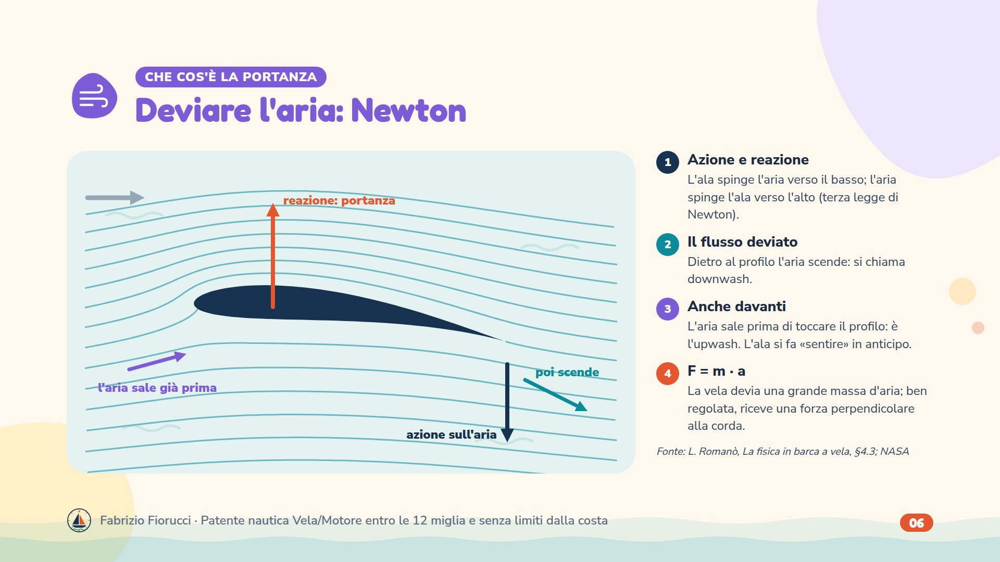 CHE COS'È LA PORTANZA
Deviare l'aria: Newton
reazione: portanza
l'aria sale già prima
poi scende
azione sull'aria
1
Azione e reazione
L'ala spinge l'aria verso il basso; l'aria
spinge l'ala verso l'alto (terza legge di
Newton).
2
Il flusso deviato
Dietro al profilo l'aria scende: si chiama
downwash.
3
Anche davanti
L'aria sale prima di toccare il profilo: è
l'upwash. L'ala si fa «sentire» in anticipo.
4
F = m · a
La vela devia una grande massa d'aria; ben
regolata, riceve una forza perpendicolare
alla corda.
Fonte: L. Romanò, La fisica in barca a vela, §4.3; NASA
Fabrizio Fiorucci · Patente nautica Vela/Motore entro le 12 miglia e senza limiti dalla costa
06